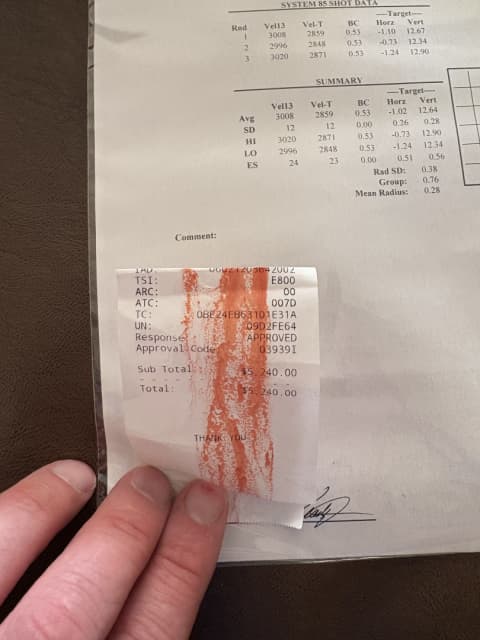 SYSTEM 85 SHOT DATA
—Target—
Rnd Vel13 Vel-T BC Horz Vert
1 3008 2859 0.53 -1.10 12.67
2 2996 2848 0.53 -0.73 12.34
3 3020 2871 0.53 -1.24 12.90
SUMMARY
—Target—
Vel13 Vel-T BC Horz Vert
Avg 3008 2859 0.53 -1.02 12.64
SD 12 12 0.00 0.26 0.28
HI 3020 2871 0.53 -0.73 12.90
LO 2996 2848 0.53 -1.24 12.34
ES 24 23 0.00 0.51 0.56
Rad SD: 0.38
Group: 0.76
Mean Radius: 0.28
Comment:
TSI: E800
ARC: 00
ATC: 007D
TC: 0BE24EB63101E31A
UN: 09D2FE64
Response APPROVED
Approval Code 03939I
Sub Total: $5,240.00
Total: $5,240.00
THANK YOU